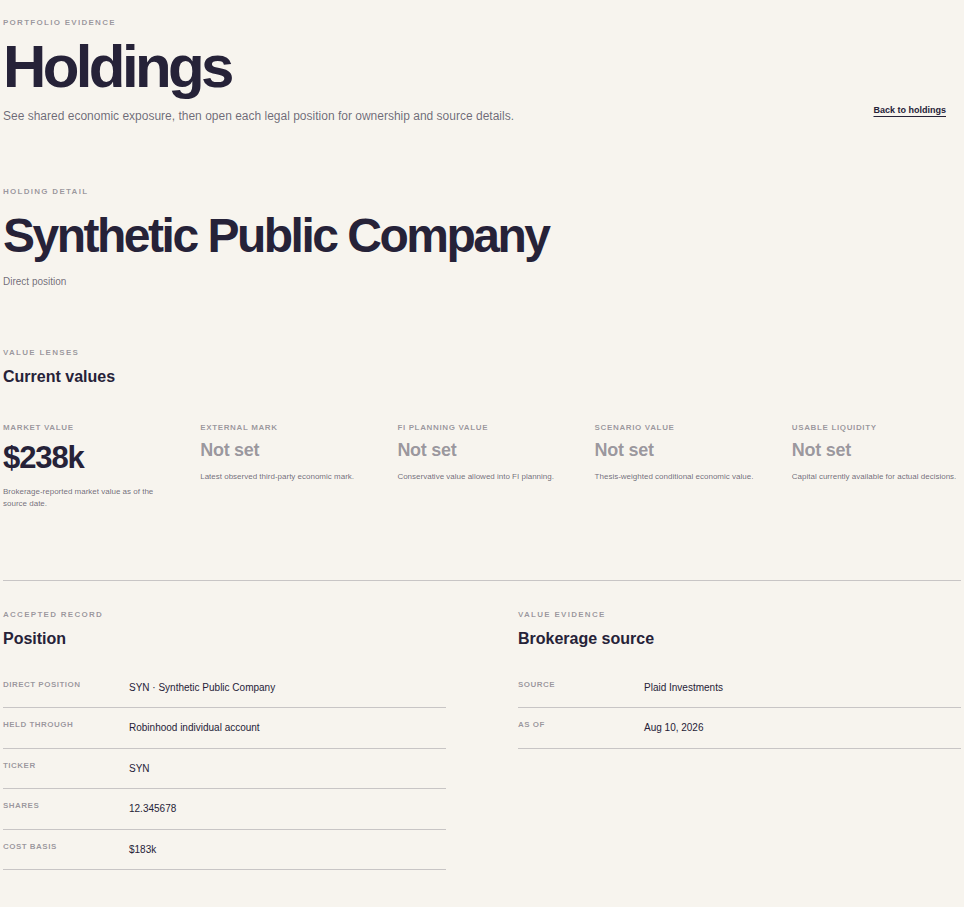 PORTFOLIO EVIDENCE
Holdings
See shared economic exposure, then open each legal position for ownership and source details.
Back to holdings
HOLDING DETAIL
Synthetic Public Company
Direct position
VALUE LENSES
Current values
MARKET VALUE
$238k
Brokerage-reported market value as of the
source date.
EXTERNAL MARK
Not set
Latest observed third-party economic mark.
FI PLANNING VALUE
Not set
Conservative value allowed into FI planning.
SCENARIO VALUE
Not set
Thesis-weighted conditional economic value.
USABLE LIQUIDITY
Not set
Capital currently available for actual decisions.
ACCEPTED RECORD
Position
DIRECT POSITION SYN · Synthetic Public Company
HELD THROUGH Robinhood individual account
TICKER SYN
SHARES 12.345678
COST BASIS $183k
VALUE EVIDENCE
Brokerage source
SOURCE Plaid Investments
AS OF Aug 10, 2026